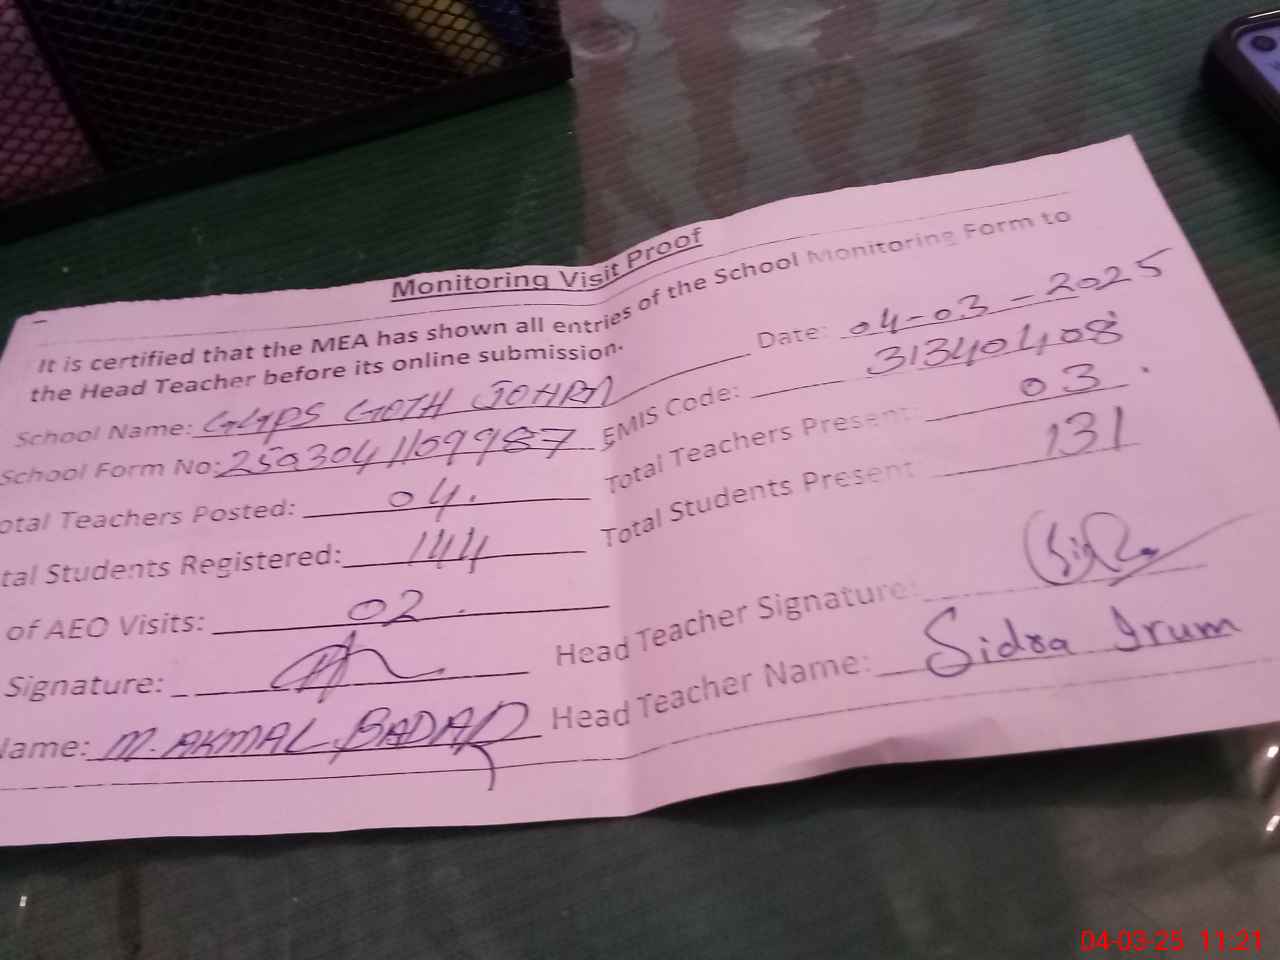 Monitoring Visit Proof
It is certified that the MEA has shown all entries of the School Monitoring Form to
the Head Teacher before its online submission.
Date: 04-03-2025
School Name: GGPS GOTH JOHRA
EMIS Code: 31340408
School Form No: 250304109987
Total Teachers Present: 03
otal Teachers Posted: 04
Total Students Present: 131
tal Students Registered: 144
of AEO Visits: 02
Head Teacher Signature:
Signature:
Head Teacher Name: Sidra Irum
Name: M. AKMAL
04-03-25 11:21